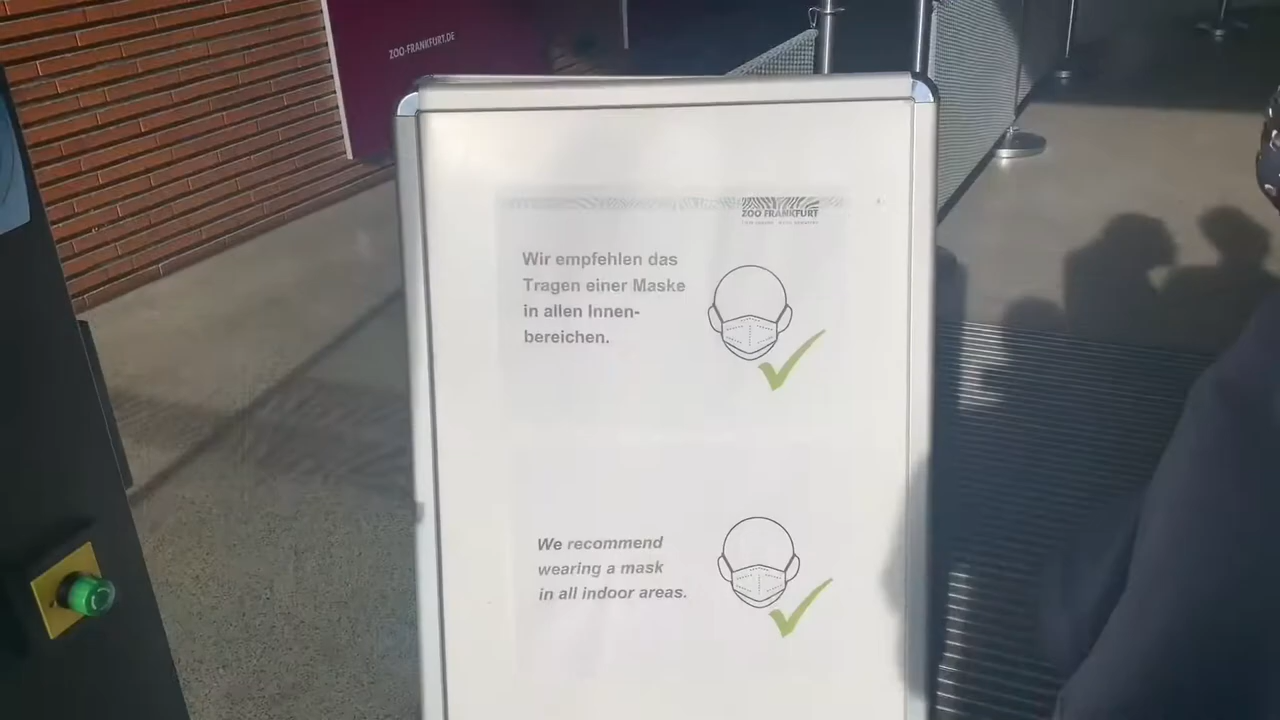 ZOO-FRANKFURT.DE
ZOO FRANKFURT
Wir empfehlen das
Tragen einer Maske
in allen Innen-
bereichen.
We recommend
wearing a mask
in all indoor areas.